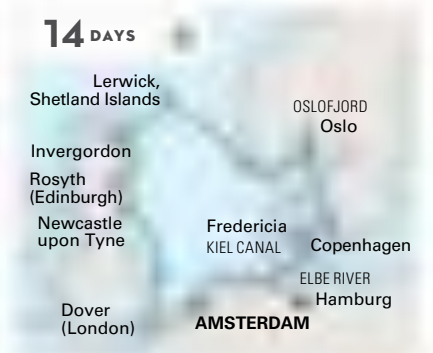 14 DAYS
Lerwick,
Shetland Islands
OSLOFJORD
Oslo
Invergordon
Rosyth
(Edinburgh)
Newcastle
upon Tyne
Fredericia
KIEL CANAL
Copenhagen
ELBE RIVER
Hamburg
Dover
(London)
AMSTERDAM